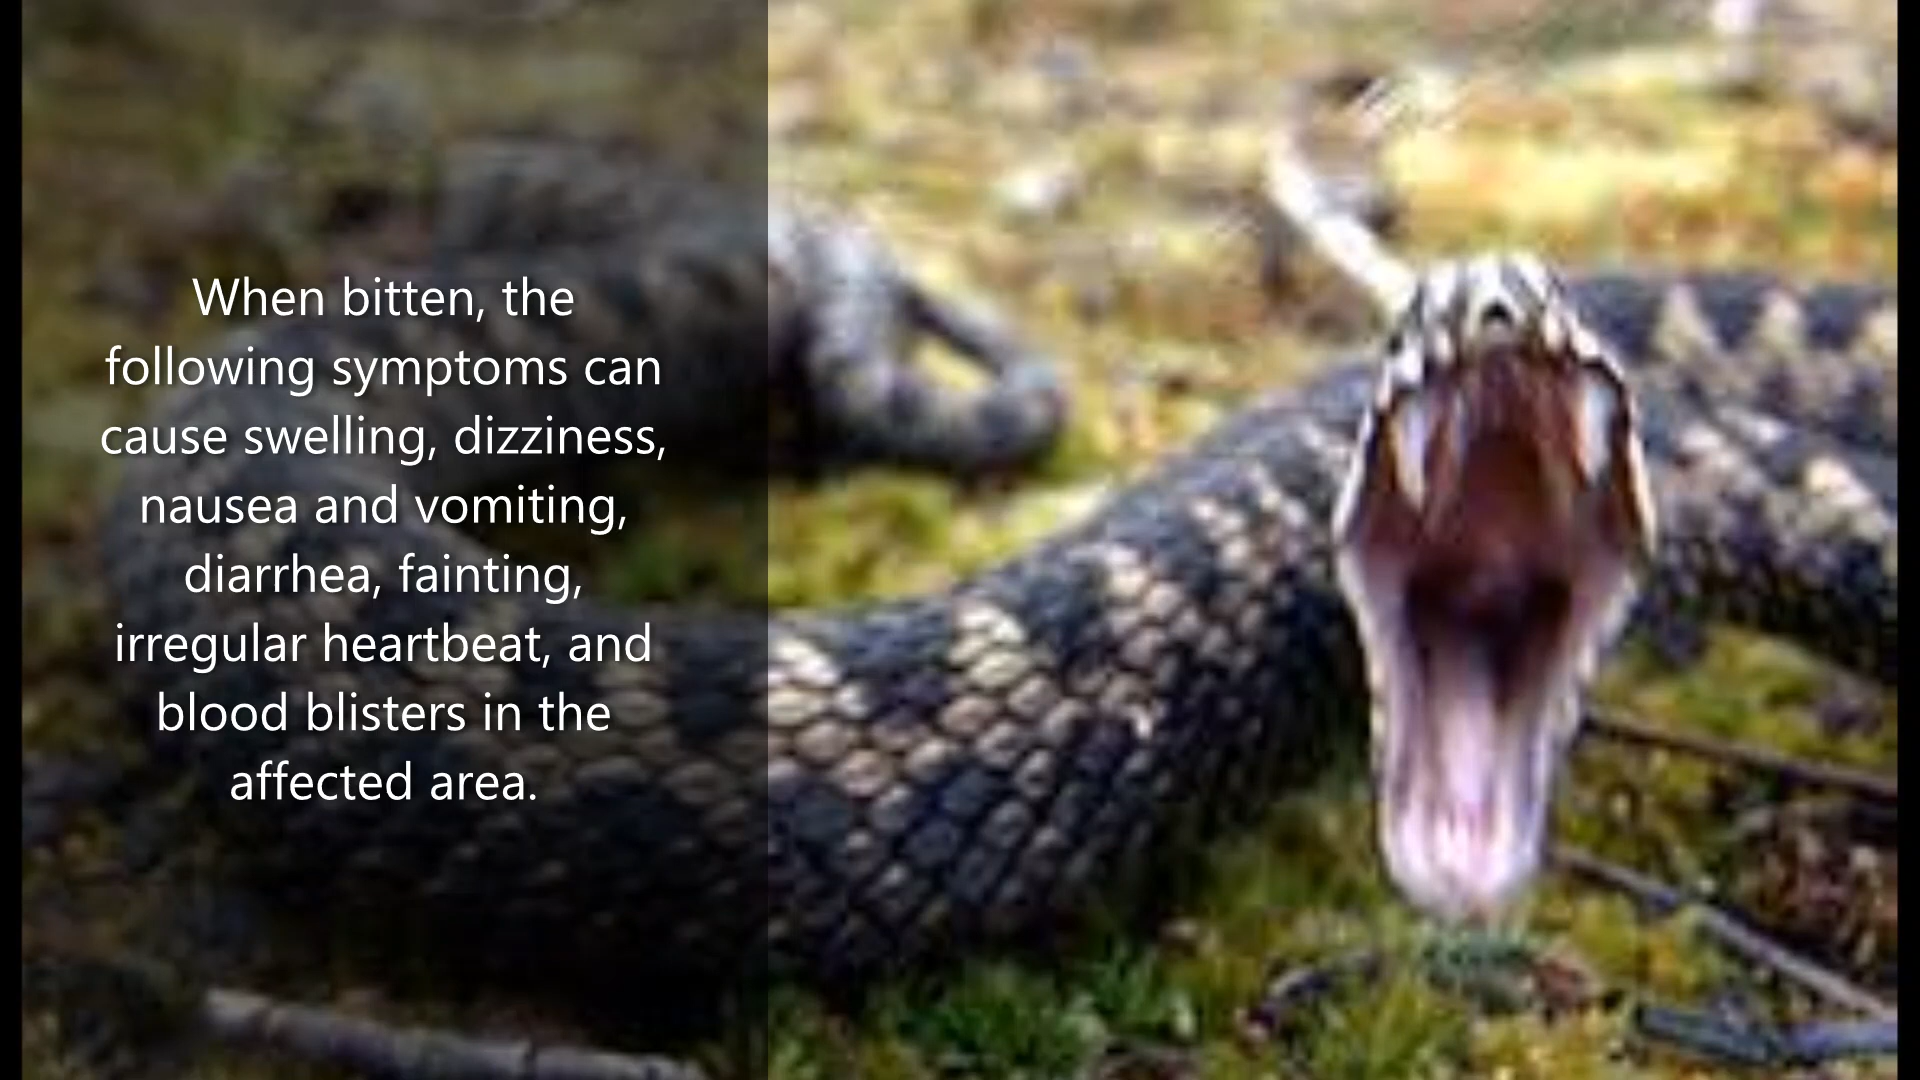 When bitten, the
following symptoms can
cause swelling, dizziness,
nausea and vomiting,
diarrhea, fainting,
irregular heartbeat, and
blood blisters in the
affected area.